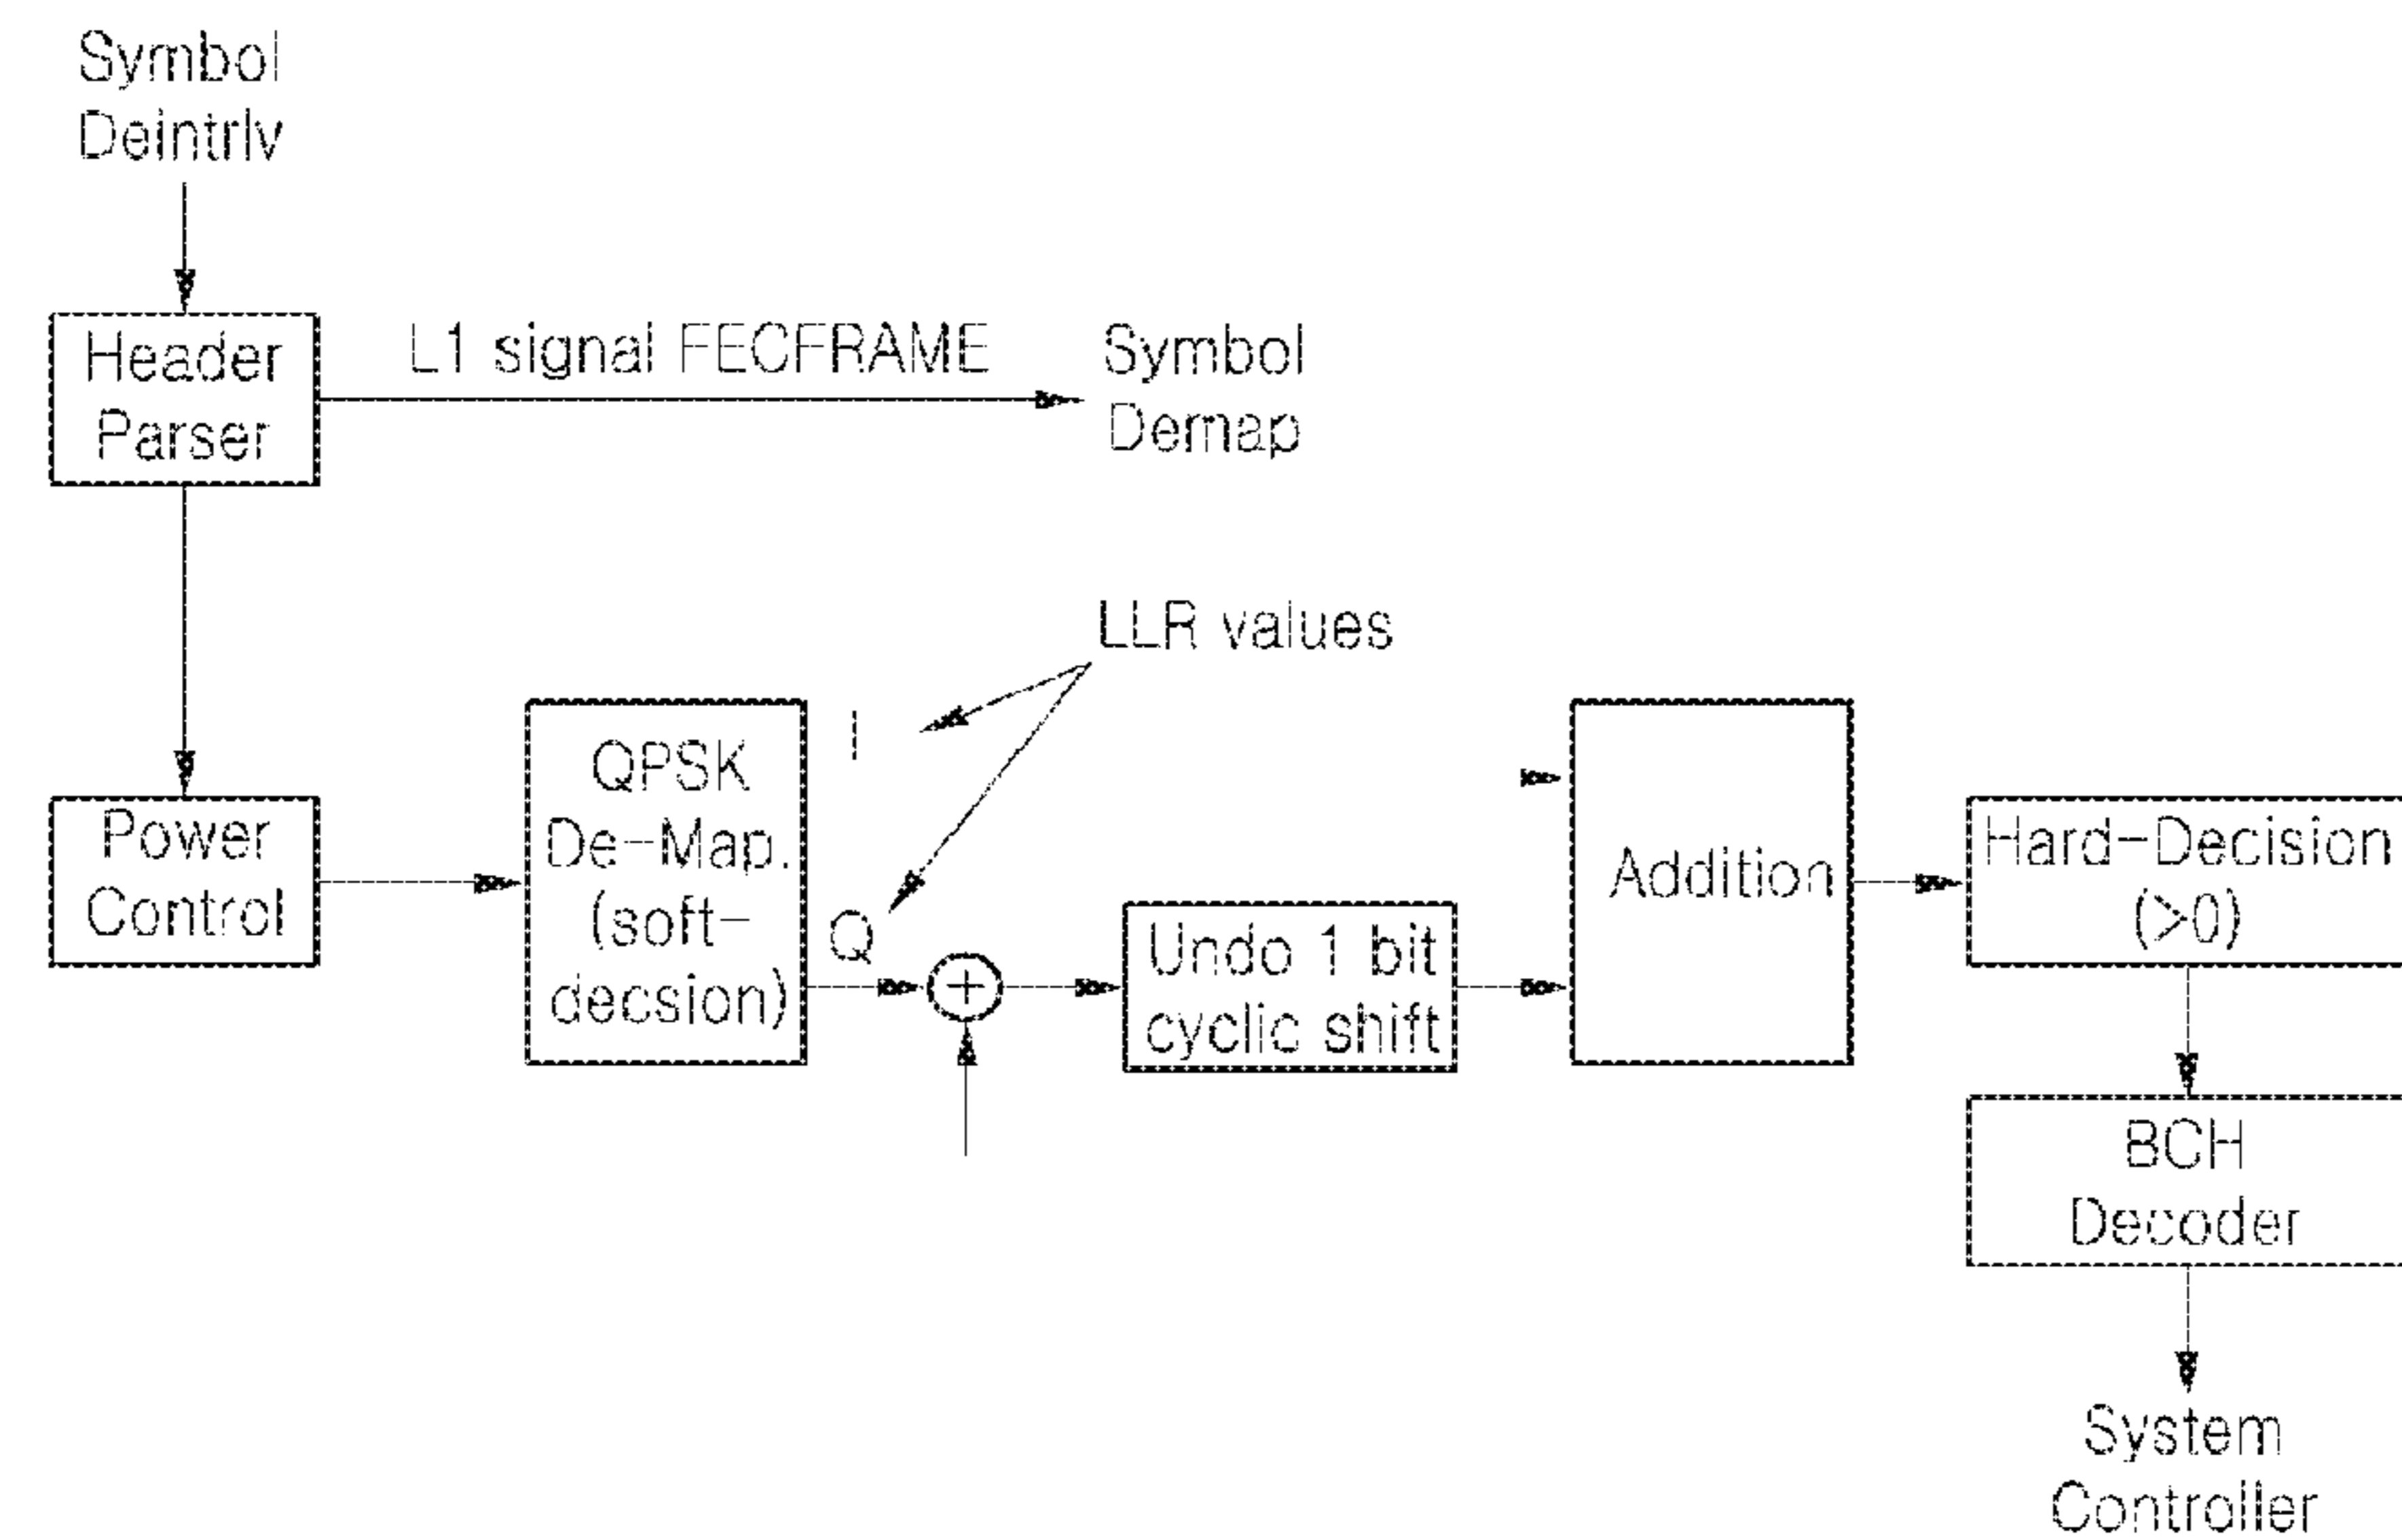 Symbol
Deintrlv
Header
Parser
L1 signal FECFRAME
Symbol
Demap
LLR values
Power
Control
QPSK
De-Map.
(soft-
decsion)
I
Q
+
Undo 1 bit
cyclic shift
Addition
Hard-Decision
(>0)
BCH
Decoder
System
Controller